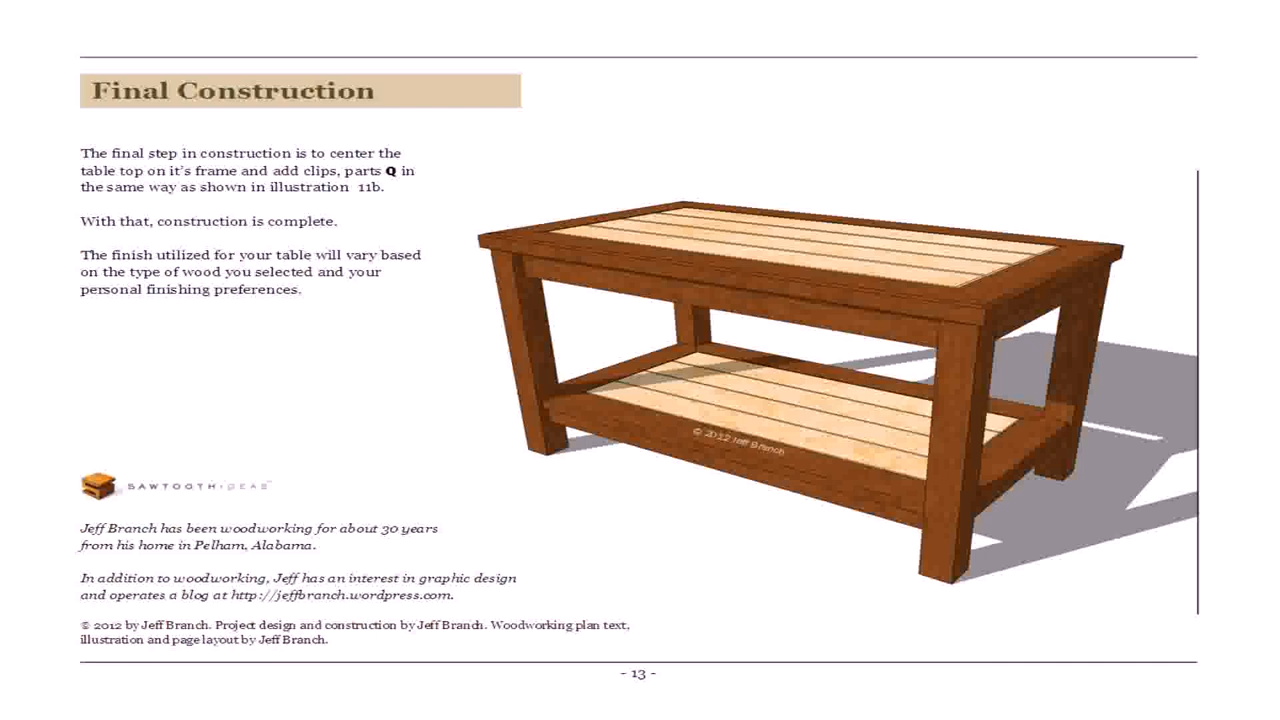 Final Construction
The final step in construction is to center the
table top on it's frame and add clips, parts Q in
the same way as shown in illustration 11b.
With that, construction is complete.
The finish utilized for your table will vary based
on the type of wood you selected and your
personal finishing preferences.
© 2012 Jeff Branch
SAWTOOTH IDEAS™
Jeff Branch has been woodworking for about 30 years
from his home in Pelham, Alabama.
In addition to woodworking, Jeff has an interest in graphic design
and operates a blog at http://jeffbranch.wordpress.com.
© 2012 by Jeff Branch. Project design and construction by Jeff Branch. Woodworking plan text,
illustration and page layout by Jeff Branch.
- 13 -